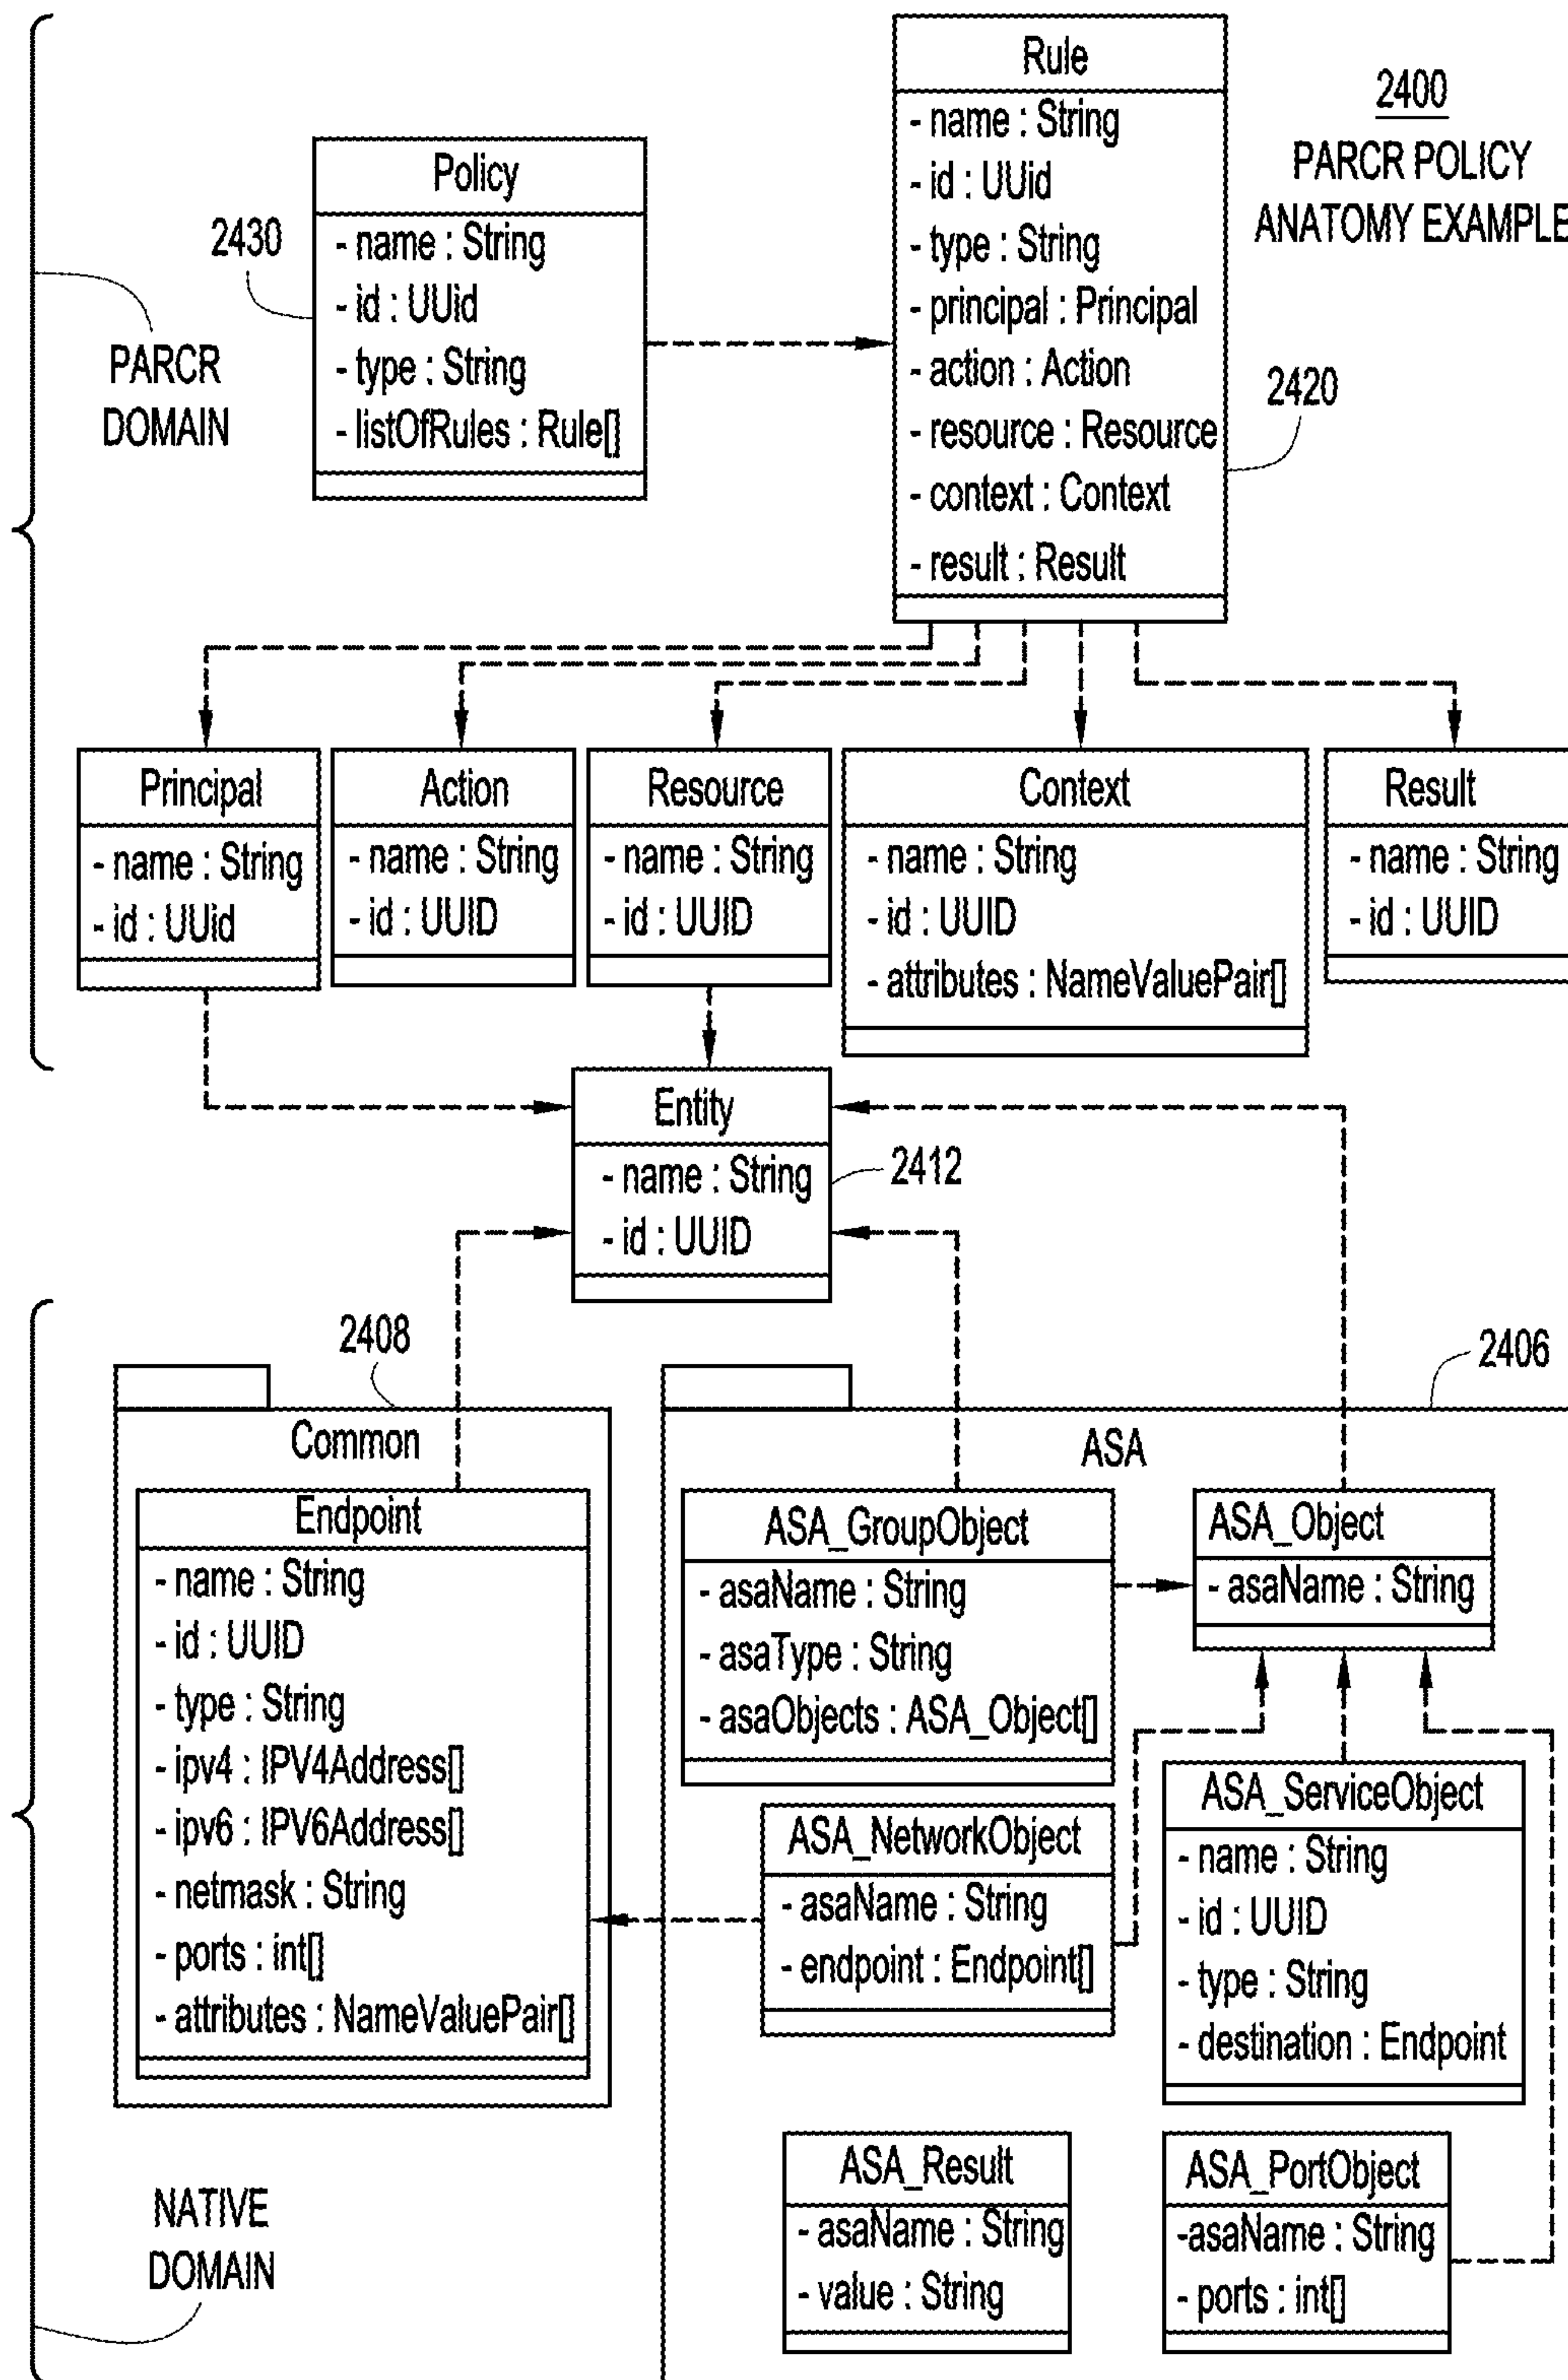 2400
PARCR POLICY
ANATOMY EXAMPLE
PARCR
DOMAIN
2430
Policy
- name : String
- id : UUid
- type : String
- listOfRules : Rule[]
Rule
- name : String
- id : UUid
- type : String
- principal : Principal
- action : Action
- resource : Resource
- context : Context
- result : Result
2420
Principal
- name : String
- id : UUid
Action
- name : String
- id : UUID
Resource
- name : String
- id : UUID
Context
- name : String
- id : UUID
- attributes : NameValuePair[]
Result
- name : String
- id : UUID
Entity
- name : String
- id : UUID
2412
2408
Common
Endpoint
- name : String
- id : UUID
- type : String
- ipv4 : IPV4Address[]
- ipv6 : IPV6Address[]
- netmask : String
- ports : int[]
- attributes : NameValuePair[]
2406
ASA
ASA_GroupObject
- asaName : String
- asaType : String
- asaObjects : ASA_Object[]
ASA_Object
- asaName : String
ASA_NetworkObject
- asaName : String
- endpoint : Endpoint[]
ASA_ServiceObject
- name : String
- id : UUID
- type : String
- destination : Endpoint
ASA_Result
- asaName : String
- value : String
ASA_PortObject
-asaName : String
- ports : int[]
NATIVE
DOMAIN